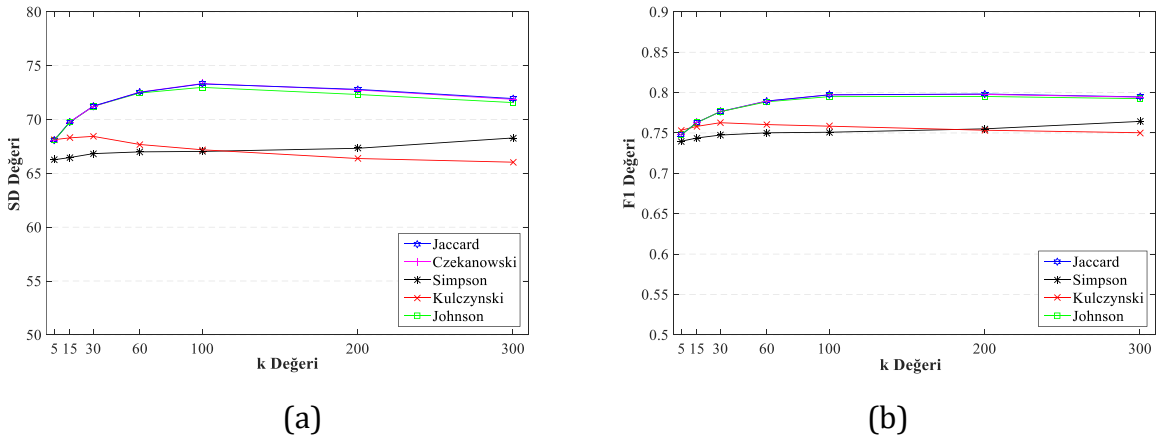 80
75
70
65
60
55
50
SD Değeri
Jaccard
Czekanowski
Simpson
Kulczynski
Johnson
5 15 30 60 100 200 300
k Değeri
(a)
0.9
0.85
0.8
0.75
0.7
0.65
0.6
0.55
0.5
F1 Değeri
Jaccard
Simpson
Kulczynski
Johnson
5 15 30 60 100 200 300
k Değeri
(b)